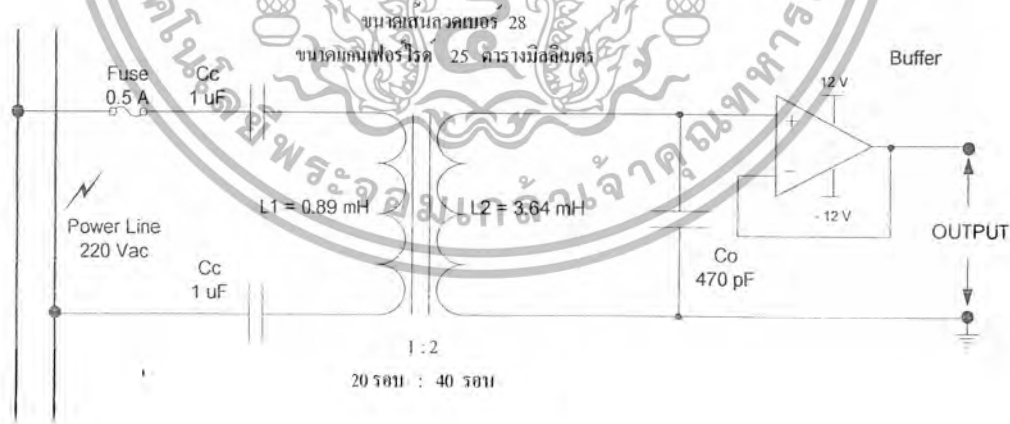 ขนาดเส้นลวดเบอร์ 28
ขนาดแกนเฟอร์ไรต์ 25 ตารางมิลลิเมตร
Buffer
Fuse
0.5 A
Cc
1 uF
12 V
+
-
- 12 V
L1 = 0.89 mH
L2 = 3.64 mH
Power Line
220 Vac
Cc
1 uF
Co
470 pF
OUTPUT
1 : 2
20 รอบ : 40 รอบ